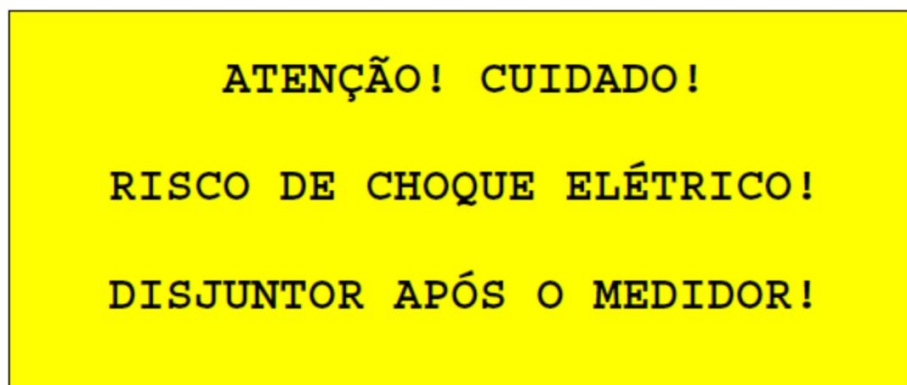 ATENÇÃO! CUIDADO!
RISCO DE CHOQUE ELÉTRICO!
DISJUNTOR APÓS O MEDIDOR!